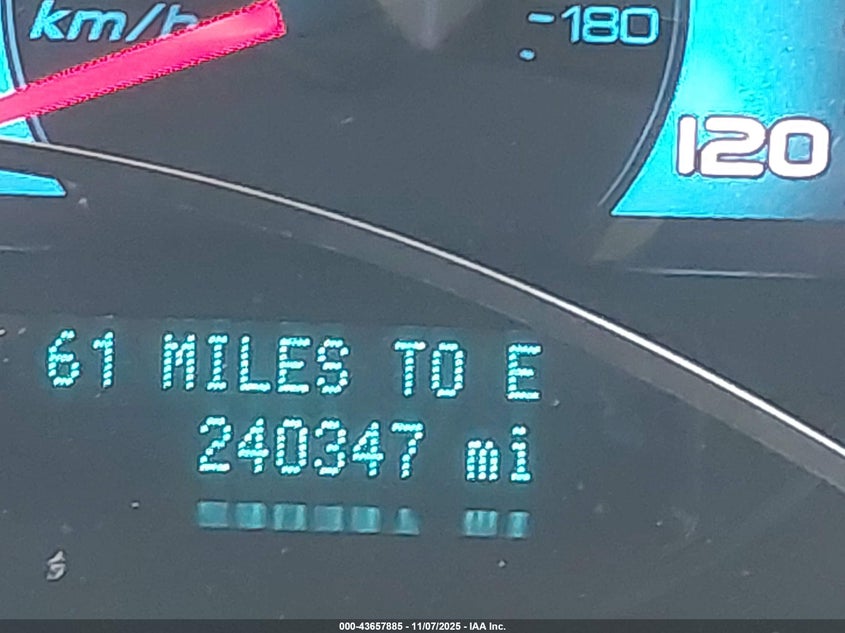 km/h
-180
120
61 MILES TO E
240347 mi
000-43657885 - 11/07/2025 - IAA Inc.